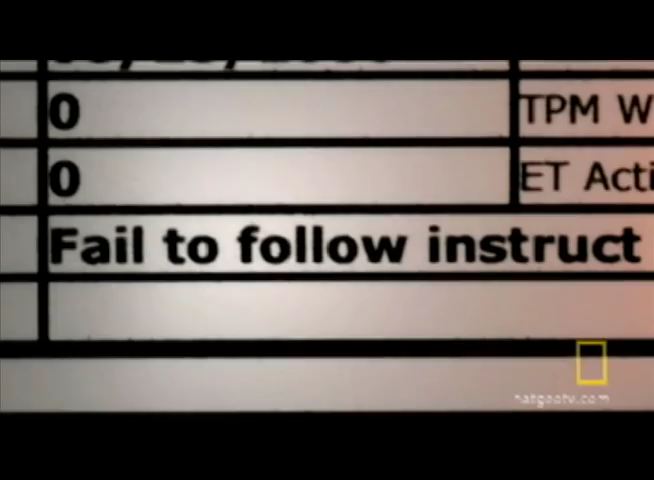 0
TPM W
0
ET Acti
Fail to follow instruct
natgeotv.com